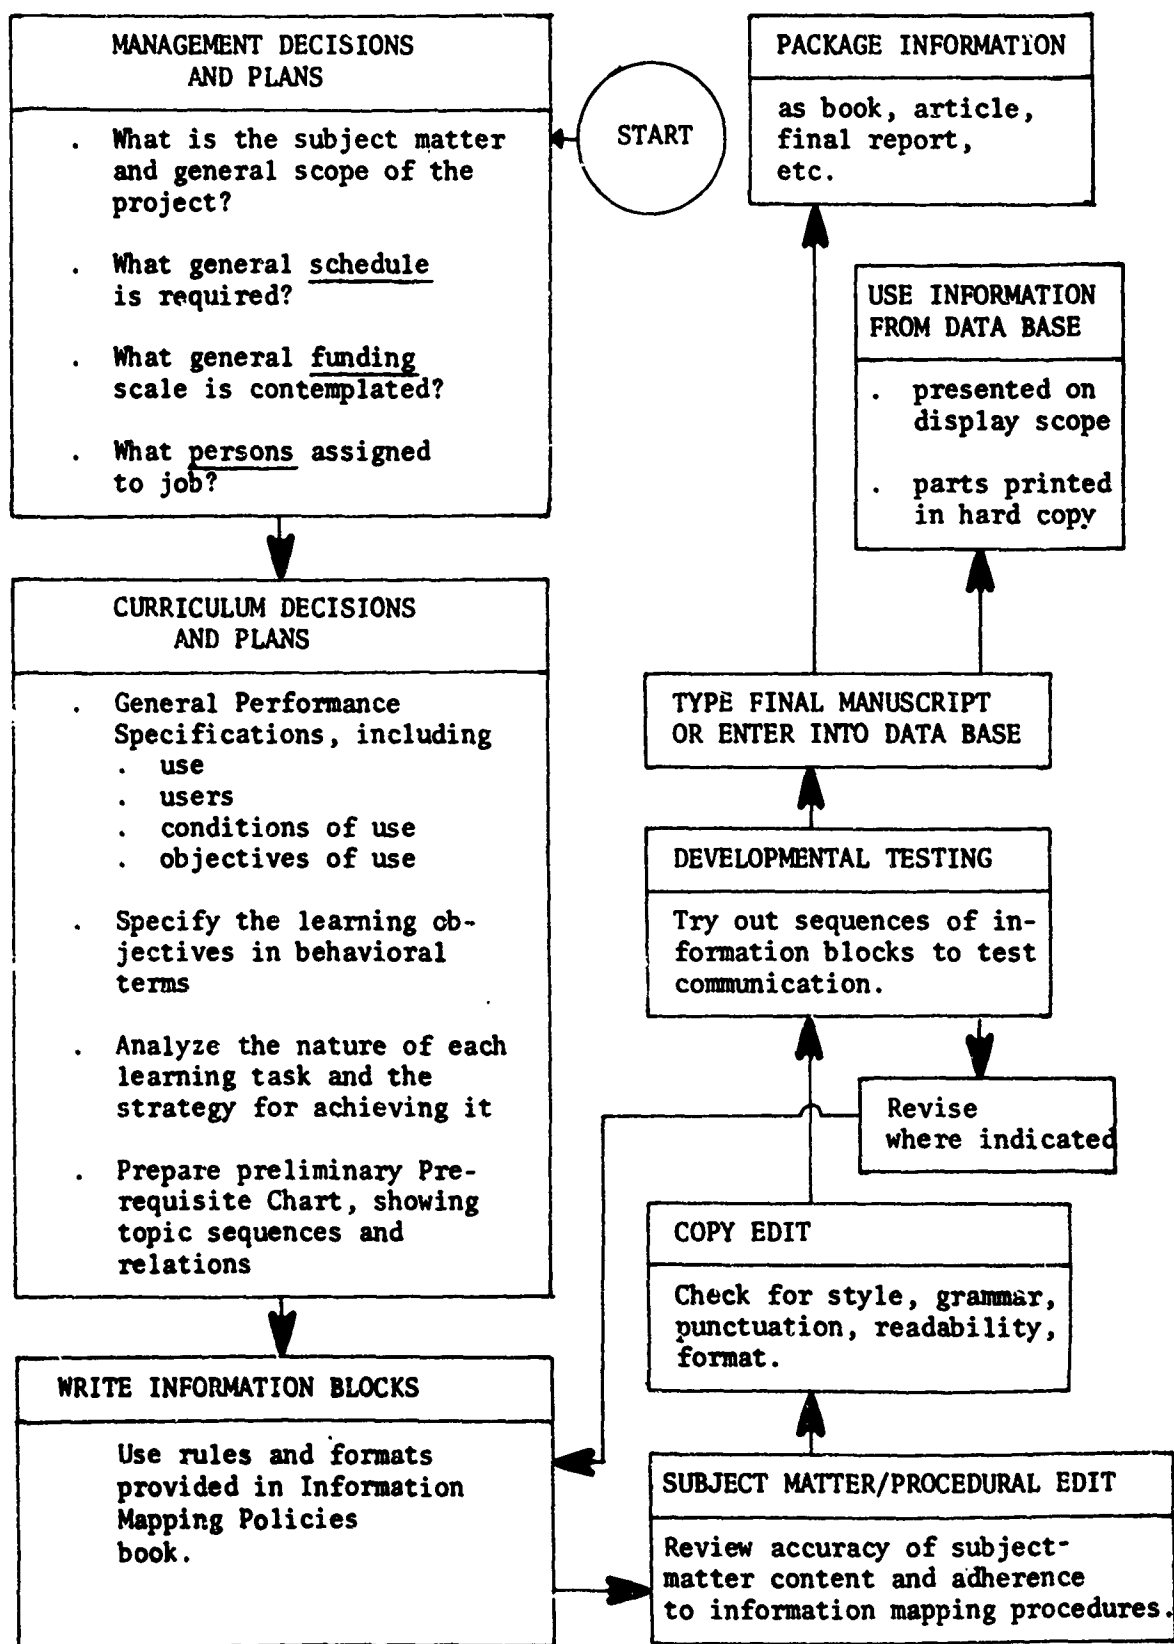 MANAGEMENT DECISIONS
AND PLANS
. What is the subject matter
and general scope of the
project?
. What general schedule
is required?
. What general funding
scale is contemplated?
. What persons assigned
to job?
START
CURRICULUM DECISIONS
AND PLANS
. General Performance
Specifications, including
. use
. users
. conditions of use
. objectives of use
. Specify the learning ob-
jectives in behavioral
terms
. Analyze the nature of each
learning task and the
strategy for achieving it
. Prepare preliminary Pre-
requisite Chart, showing
topic sequences and
relations
WRITE INFORMATION BLOCKS
Use rules and formats
provided in Information
Mapping Policies
book.
SUBJECT MATTER/PROCEDURAL EDIT
Review accuracy of subject-
matter content and adherence
to information mapping procedures.
COPY EDIT
Check for style, grammar,
punctuation, readability,
format.
DEVELOPMENTAL TESTING
Try out sequences of in-
formation blocks to test
communication.
Revise
where indicated
TYPE FINAL MANUSCRIPT
OR ENTER INTO DATA BASE
USE INFORMATION
FROM DATA BASE
. presented on
display scope
. parts printed
in hard copy
PACKAGE INFORMATION
as book, article,
final report,
etc.